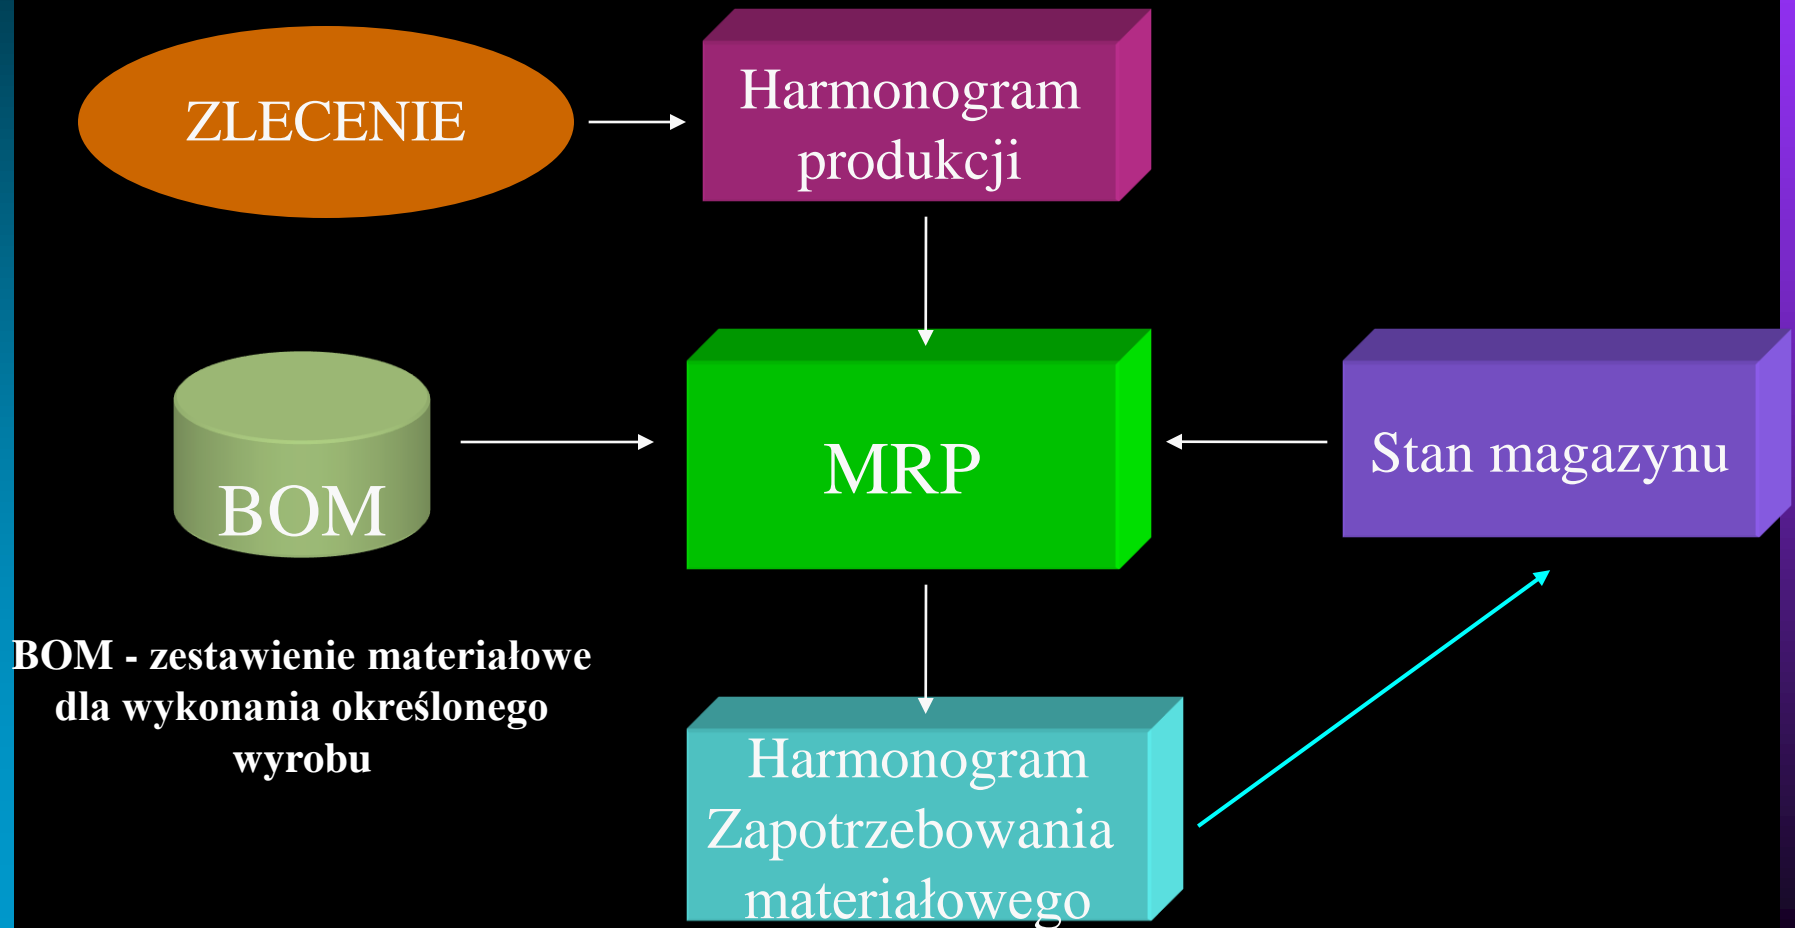 ZLECENIE
Harmonogram
produkcji
BOM
MRP
Stan magazynu
BOM - zestawienie materiałowe
dla wykonania określonego
wyrobu
Harmonogram
Zapotrzebowania
materiałowego